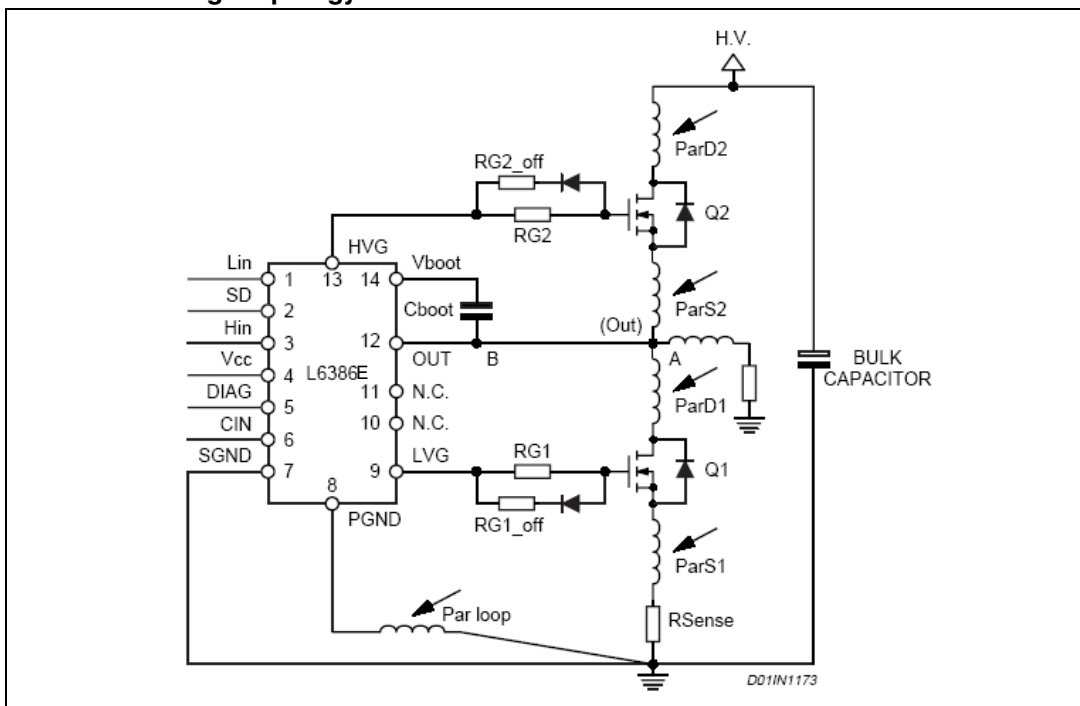 H.V.
ParD2
RG2_off
RG2
Q2
HVG
Lin
1
13
14
Vboot
SD
2
Cboot
ParS2
Hin
3
12
OUT
B
(Out)
A
Vcc
4
L6386E
11
N.C.
BULK
CAPACITOR
DIAG
5
10
N.C.
ParD1
CIN
6
SGND
7
9
LVG
RG1
Q1
8
PGND
RG1_off
ParS1
Par loop
RSense
D01IN1173